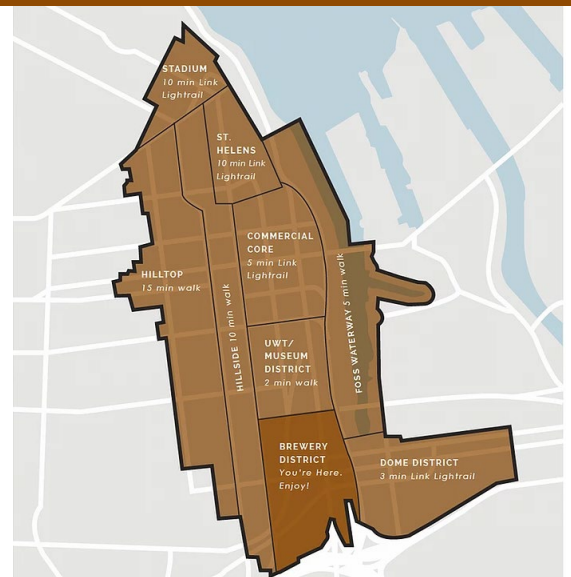 STADIUM
10 min Link
Lightrail
ST.
HELENS
10 min Link
Lightrail
COMMERCIAL
CORE
5 min Link
Lightrail
HILLTOP
15 min walk
HILLSIDE 10 min walk
FOSS WATERWAY 5 min walk
UWT/
MUSEUM
DISTRICT
2 min walk
BREWERY
DISTRICT
You're Here.
Enjoy!
DOME DISTRICT
3 min Link Lightrail